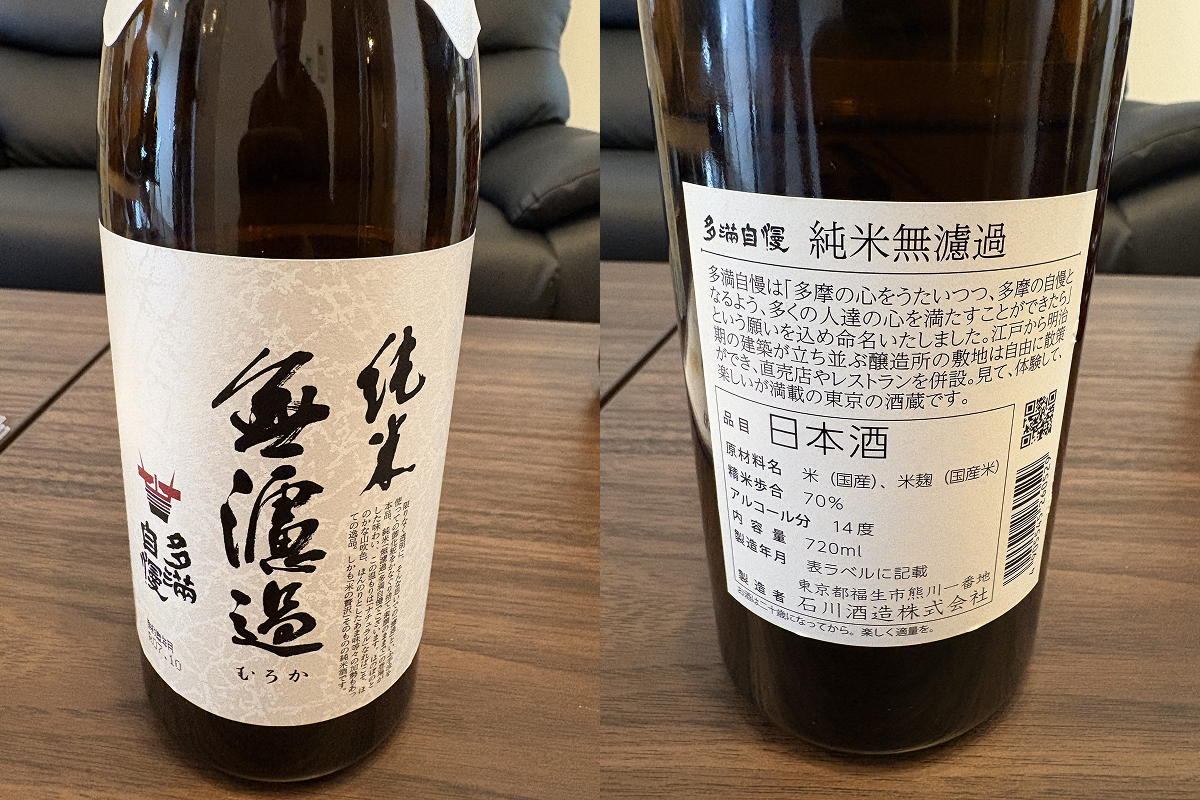 純米
無濾過
むろか
多満
自慢
製造年月
07.10
多満自慢 純米無濾過
多満自慢は「多摩の心をうたいつつ、多摩の自慢と
なるよう、多くの人達の心を満たすことができたら」
という願いを込め命名いたしました。江戸から明治
期の建築が立ち並ぶ醸造所の敷地は自由に散策
ができ、直売店やレストランを併設。見て、体験して、
楽しいが満載の東京の酒蔵です。
品目 日本酒
原材料名 米（国産）、米麹（国産米）
精米歩合 70%
アルコール分 14度
内容量 720ml
製造年月 表ラベルに記載
製造者 東京都福生市熊川一番地
石川酒造株式会社
お酒は二十歳になってから。楽しく適量を。